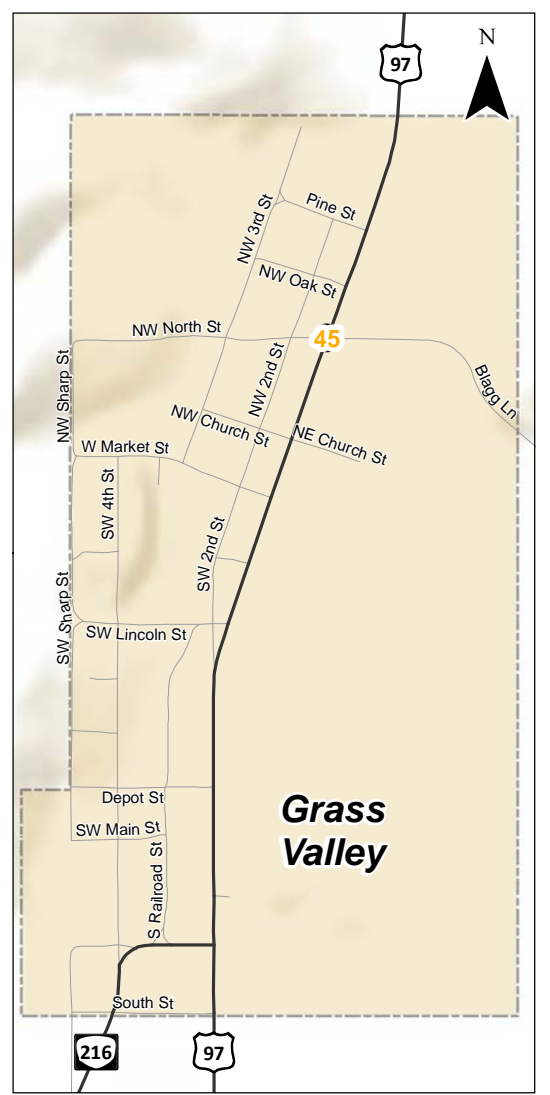 97
N
Pine St
NW 3rd St
NW Oak St
NW North St
45
NW Sharp St
NW 2nd St
Blagg Ln
NW Church St
NE Church St
W Market St
SW 4th St
SW 2nd St
SW Sharp St
SW Lincoln St
Depot St
Grass
Valley
SW Main St
S Railroad St
South St
216
97